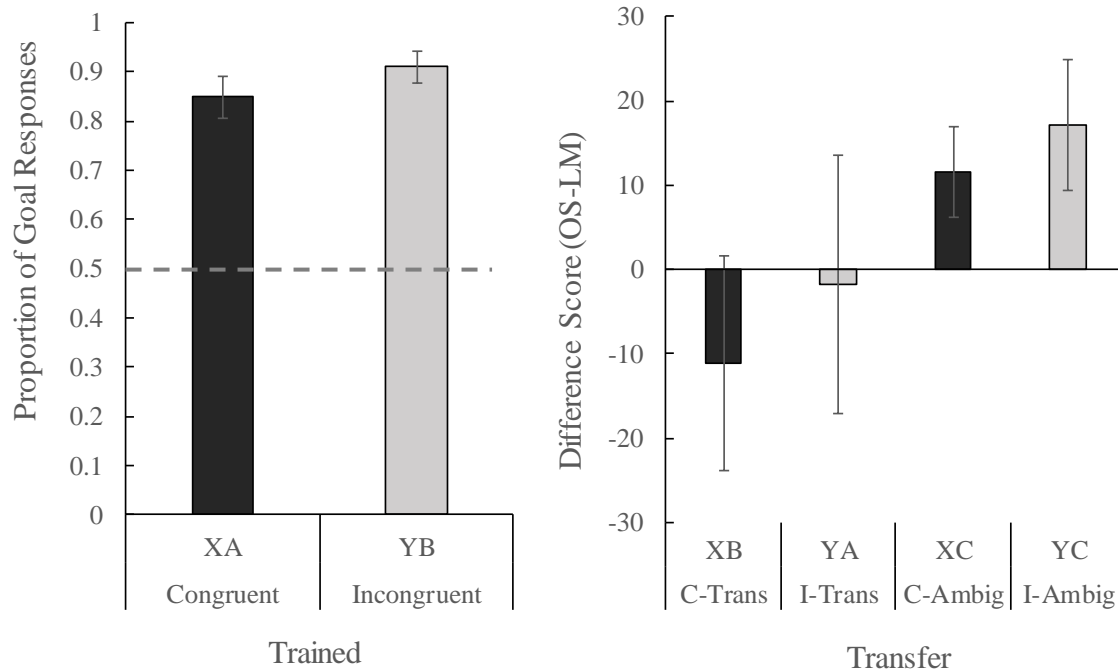 Proportion of Goal Responses
1
0.9
0.8
0.7
0.6
0.5
0.4
0.3
0.2
0.1
0
XA YB
Congruent Incongruent
Trained
Difference Score (OS-LM)
30
20
10
0
-10
-20
-30
XB YA XC YC
C-Trans I-Trans C-Ambig I-Ambig
Transfer